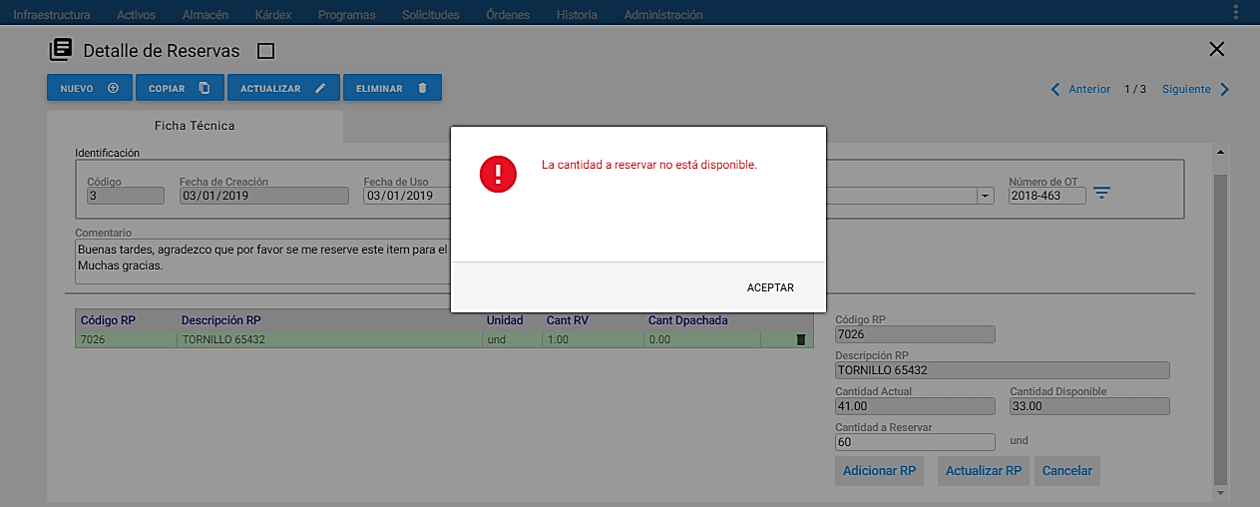 Infraestructura Activos Almacén Kárdex Programas Solicitudes Órdenes Historia Administración
Detalle de Reservas
NUEVO COPIAR ACTUALIZAR ELIMINAR
Anterior 1 / 3 Siguiente
Ficha Técnica
Identificación
Código Fecha de Creación Fecha de Uso Número de OT
3 03/01/2019 03/01/2019 2018-463
Comentario
Buenas tardes, agradezco que por favor se me reserve este item para el
Muchas gracias.
La cantidad a reservar no está disponible.
ACEPTAR
Código RP Descripción RP Unidad Cant RV Cant Dpachada
7026 TORNILLO 65432 und 1.00 0.00
Código RP
7026
Descripción RP
TORNILLO 65432
Cantidad Actual Cantidad Disponible
41.00 33.00
Cantidad a Reservar
60 und
Adicionar RP Actualizar RP Cancelar